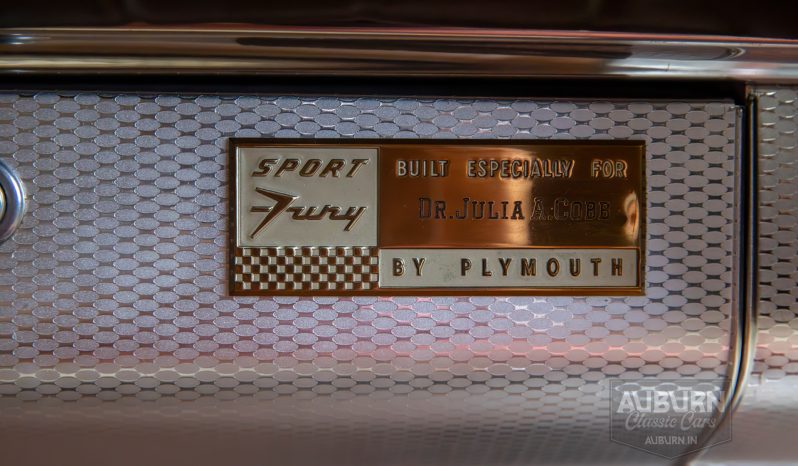 SPORT
Fury
BUILT ESPECIALLY FOR
DR. JULIA A. COBB
BY PLYMOUTH
AUBURN
Classic Cars
AUBURN IN